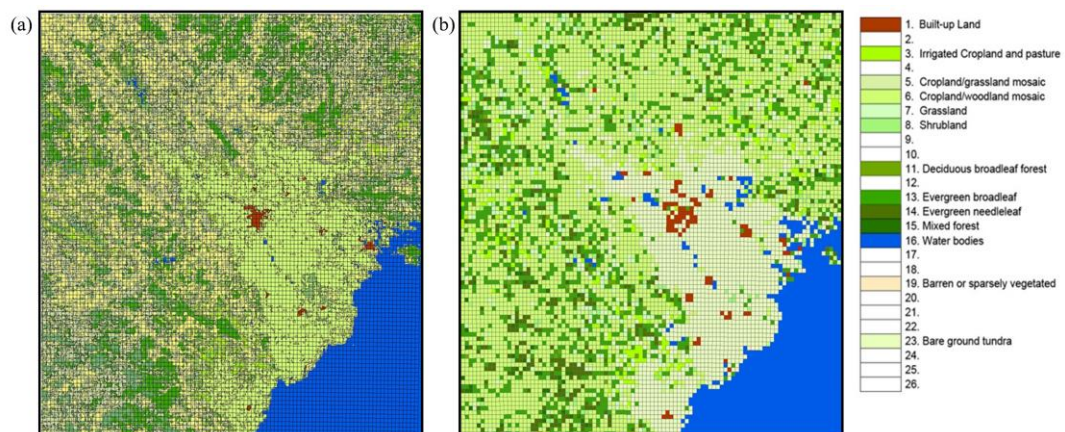 (a)
(b)
1. Built-up Land
2.
3. Irrigated Cropland and pasture
4.
5. Cropland/grassland mosaic
6. Cropland/woodland mosaic
7. Grassland
8. Shrubland
9.
10.
11. Deciduous broadleaf forest
12.
13. Evergreen broadleaf
14. Evergreen needleleaf
15. Mixed forest
16. Water bodies
17.
18.
19. Barren or sparsely vegetated
20.
21.
22.
23. Bare ground tundra
24.
25.
26.